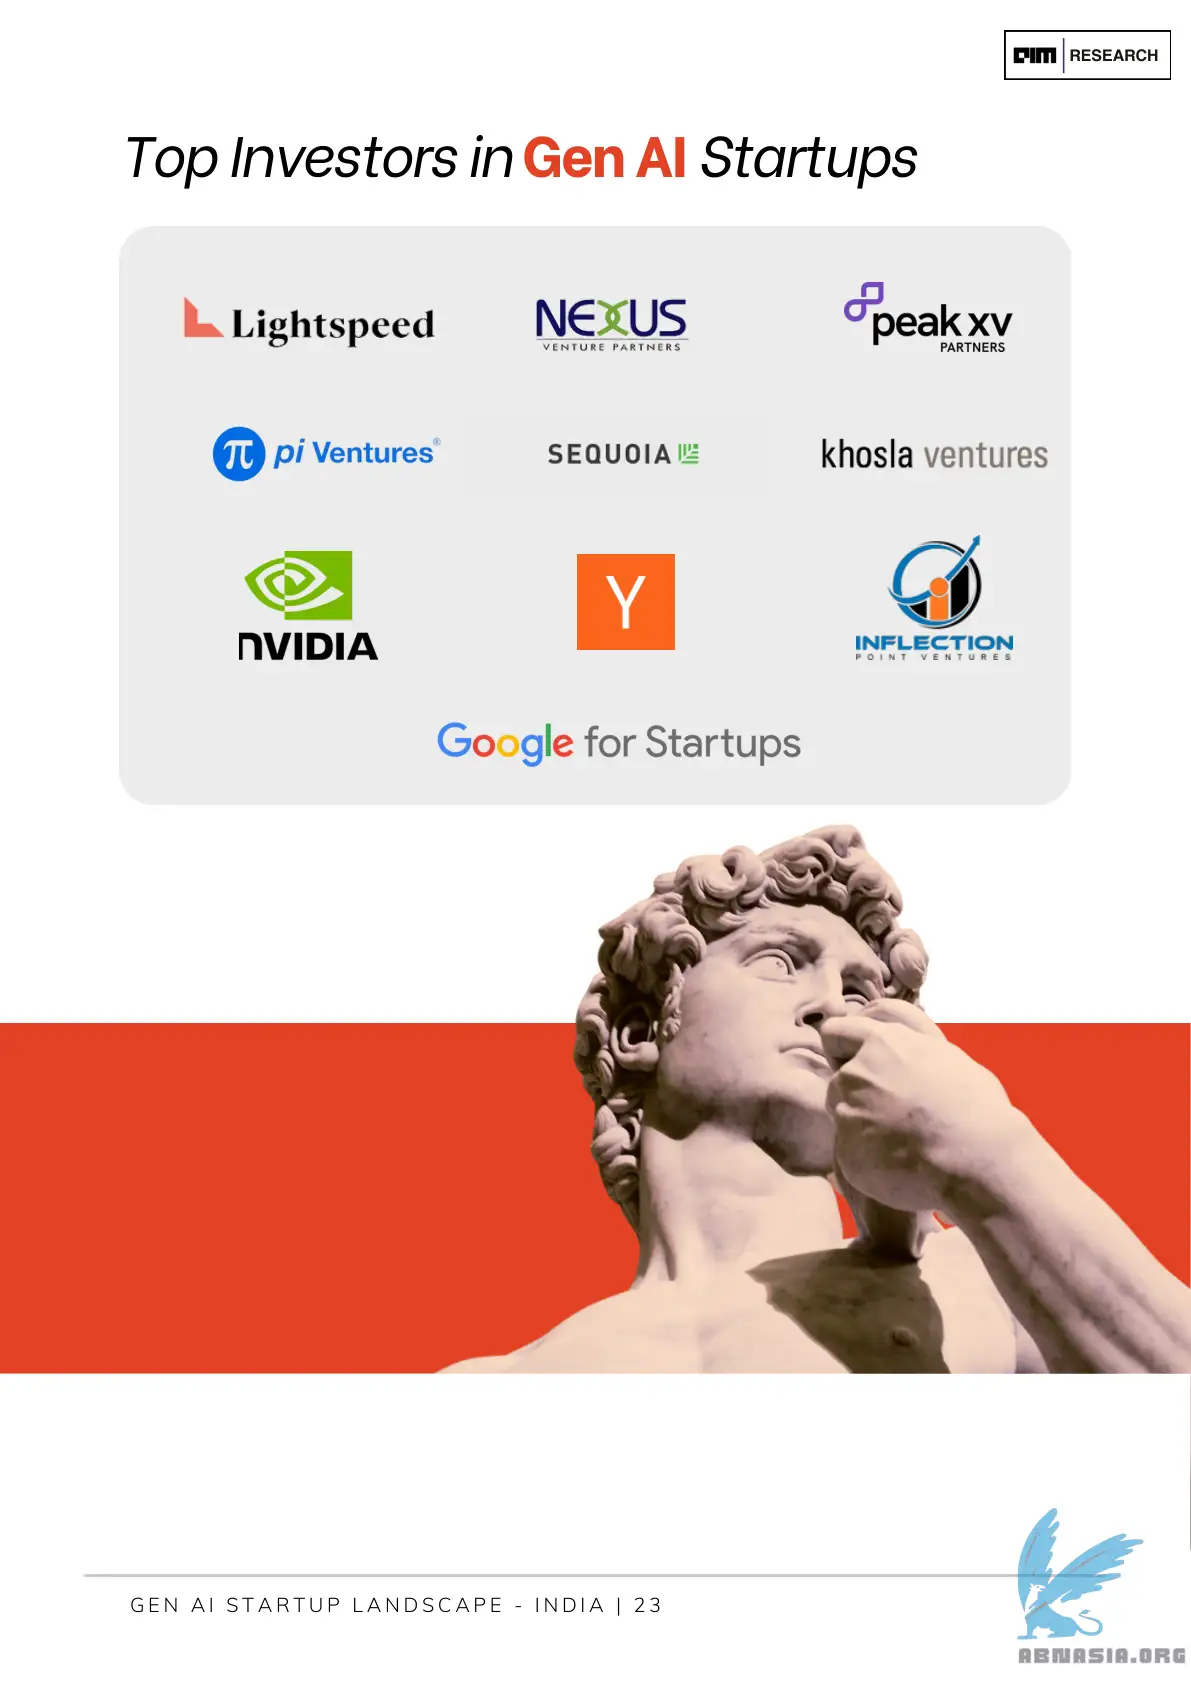 AIM RESEARCH
Top Investors in Gen AI Startups
Lightspeed
NEXUS
VENTURE PARTNERS
peak xv
PARTNERS
π pi Ventures®
SEQUOIA
khosla ventures
NVIDIA
Y
INFLECTION
POINT VENTURES
Google for Startups
GEN AI STARTUP LANDSCAPE - INDIA | 23
ABNASIA.ORG